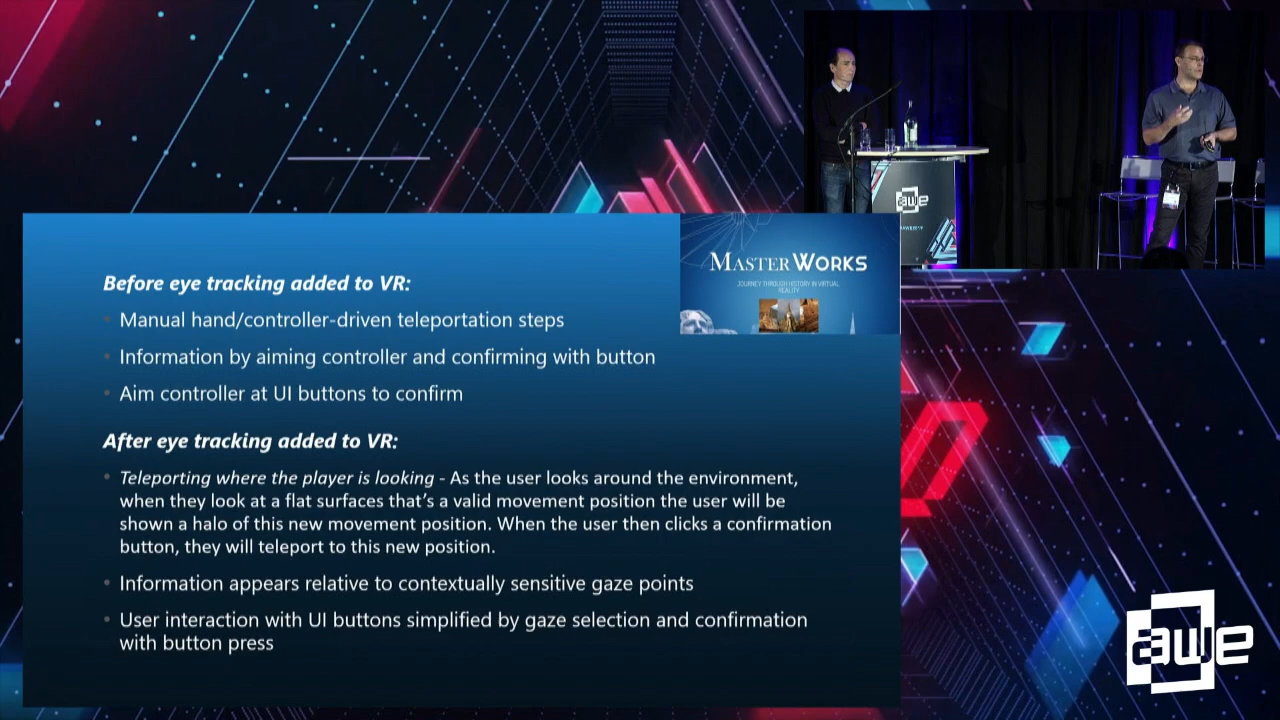 MASTERWORKS
JOURNEY THROUGH HISTORY IN VIRTUAL
REALITY
Before eye tracking added to VR:
Manual hand/controller-driven teleportation steps
Information by aiming controller and confirming with button
Aim controller at UI buttons to confirm
After eye tracking added to VR:
Teleporting where the player is looking - As the user looks around the environment,
when they look at a flat surfaces that's a valid movement position the user will be
shown a halo of this new movement position. When the user then clicks a confirmation
button, they will teleport to this new position.
Information appears relative to contextually sensitive gaze points
User interaction with UI buttons simplified by gaze selection and confirmation
with button press
awe
awe